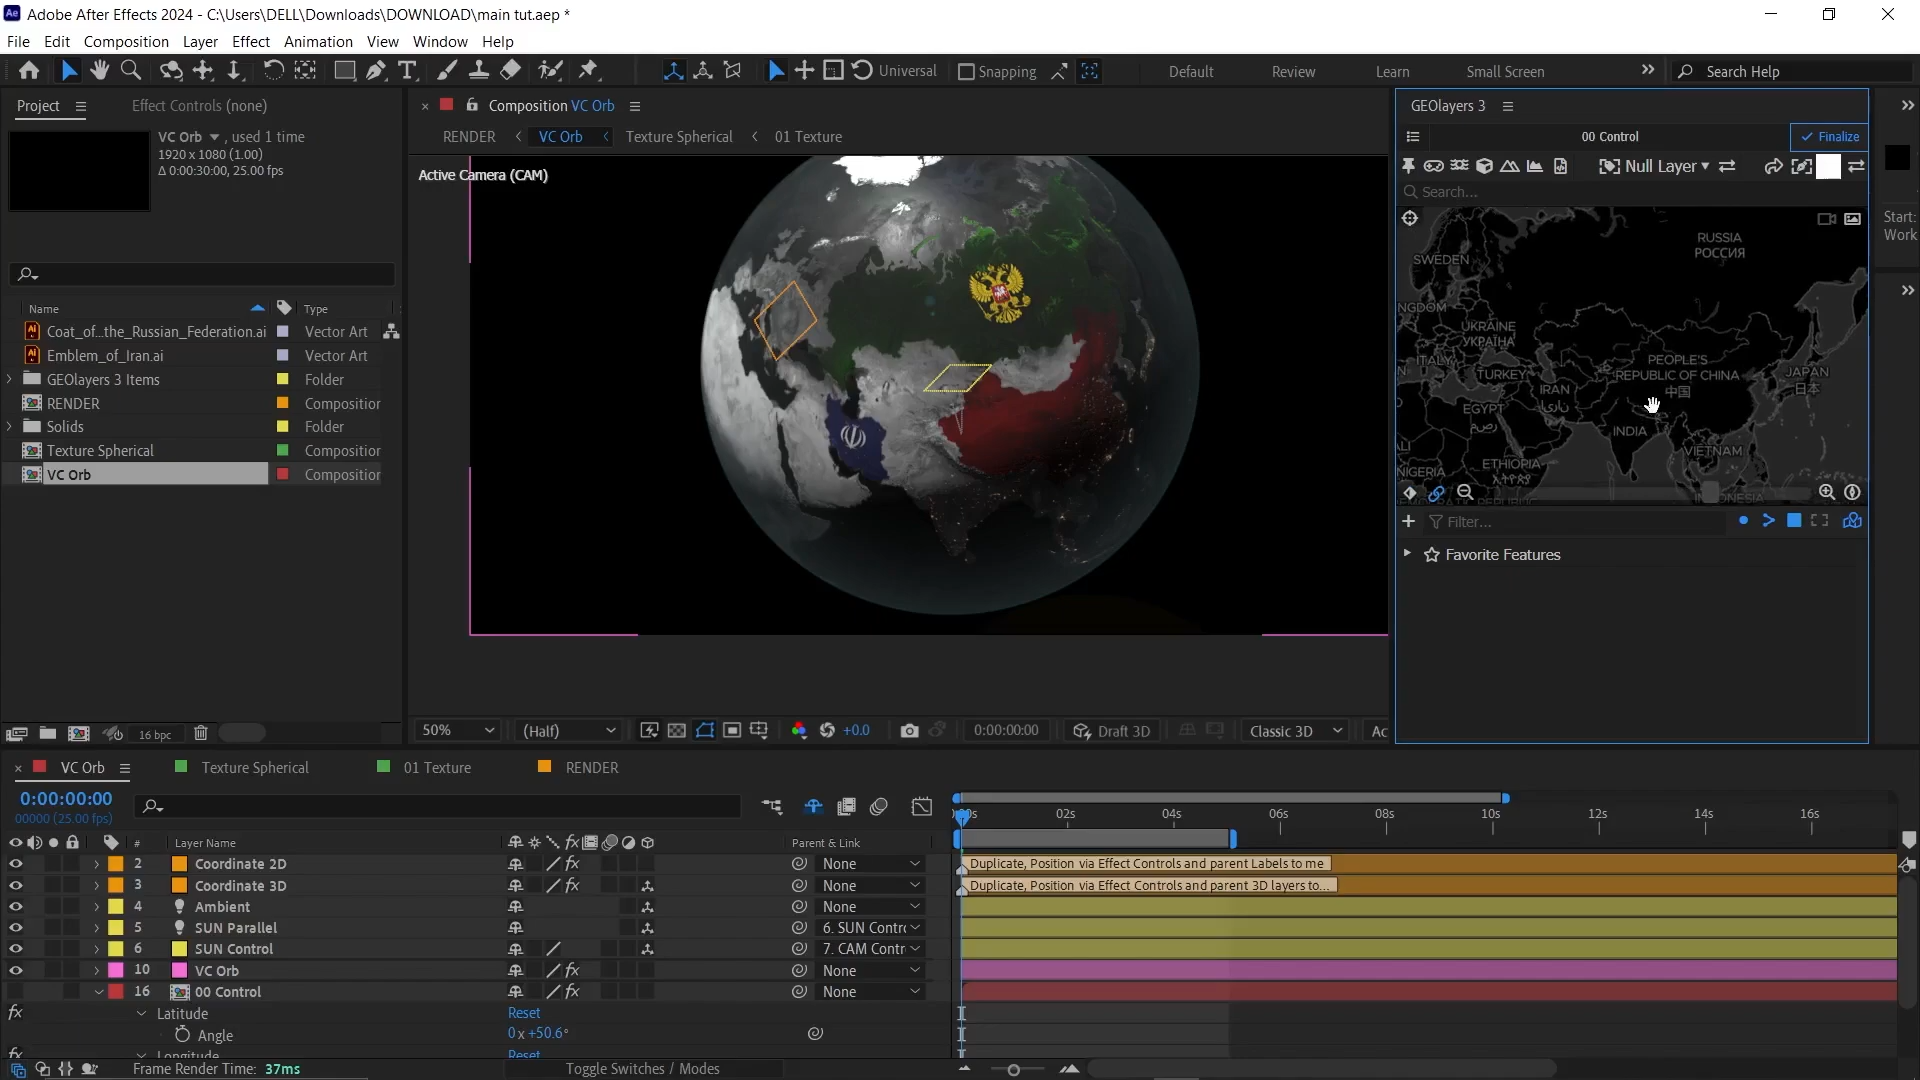 Adobe After Effects 2024 - C:\Users\DELL\Downloads\DOWNLOAD\main tut.aep *
File Edit Composition Layer Effect Animation View Window Help
Universal Snapping Default Review Learn Small Screen Search Help
Project Effect Controls (none)
VC Orb , used 1 time
1920 x 1080 (1.00)
Δ 0:00:30:00, 25.00 fps
Name Type
Coat_of...the_Russian_Federation.ai Vector Art
Emblem_of_Iran.ai Vector Art
GEOlayers 3 Items Folder
RENDER Composition
Solids Folder
Texture Spherical Composition
VC Orb Composition
16 bpc
Composition VC Orb
RENDER VC Orb Texture Spherical 01 Texture
Active Camera (CAM)
50% (Half) +0.0 0:00:00:00 Draft 3D Classic 3D Ac
GEOlayers 3
00 Control Finalize
Null Layer
Search...
RUSSIA
РОССИЯ
SWEDEN
NGDOM
UKRAINE
УКРАЇНА
ITALY
TURKEY
PEOPLE'S
REPUBLIC OF CHINA
中国
JAPAN
日本
IRAN
ایران
EGYPT
مصر
INDIA
VIETNAM
NIGERIA
ETHIOPIA
INDONESIA
Filter...
Favorite Features
Start:
Work
VC Orb Texture Spherical 01 Texture RENDER
0:00:00:00
00000 (25.00 fps)
02s 04s 06s 08s 10s 12s 14s 16s
# Layer Name Parent & Link
2 Coordinate 2D None Duplicate, Position via Effect Controls and parent Labels to me
3 Coordinate 3D None Duplicate, Position via Effect Controls and parent 3D layers to...
4 Ambient None
5 SUN Parallel 6. SUN Contr
6 SUN Control 7. CAM Contr
10 VC Orb None
16 00 Control None
Latitude Reset
Angle 0 x +50.6°
Longitude Reset
Frame Render Time: 37ms Toggle Switches / Modes